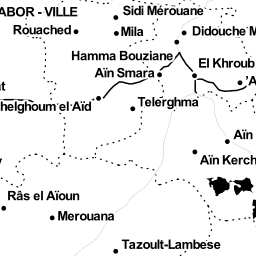 ABOR - VILLE
Sidi Mérouane
Rouached
Mila
Didouche M
Hamma Bouziane
El Khroub
Aïn Smara
'A
t
helghoum el Aïd
Telerghma
Aïn
Aïn Kerch
y
Râs el Aïoun
Merouana
Tazoult-Lambese